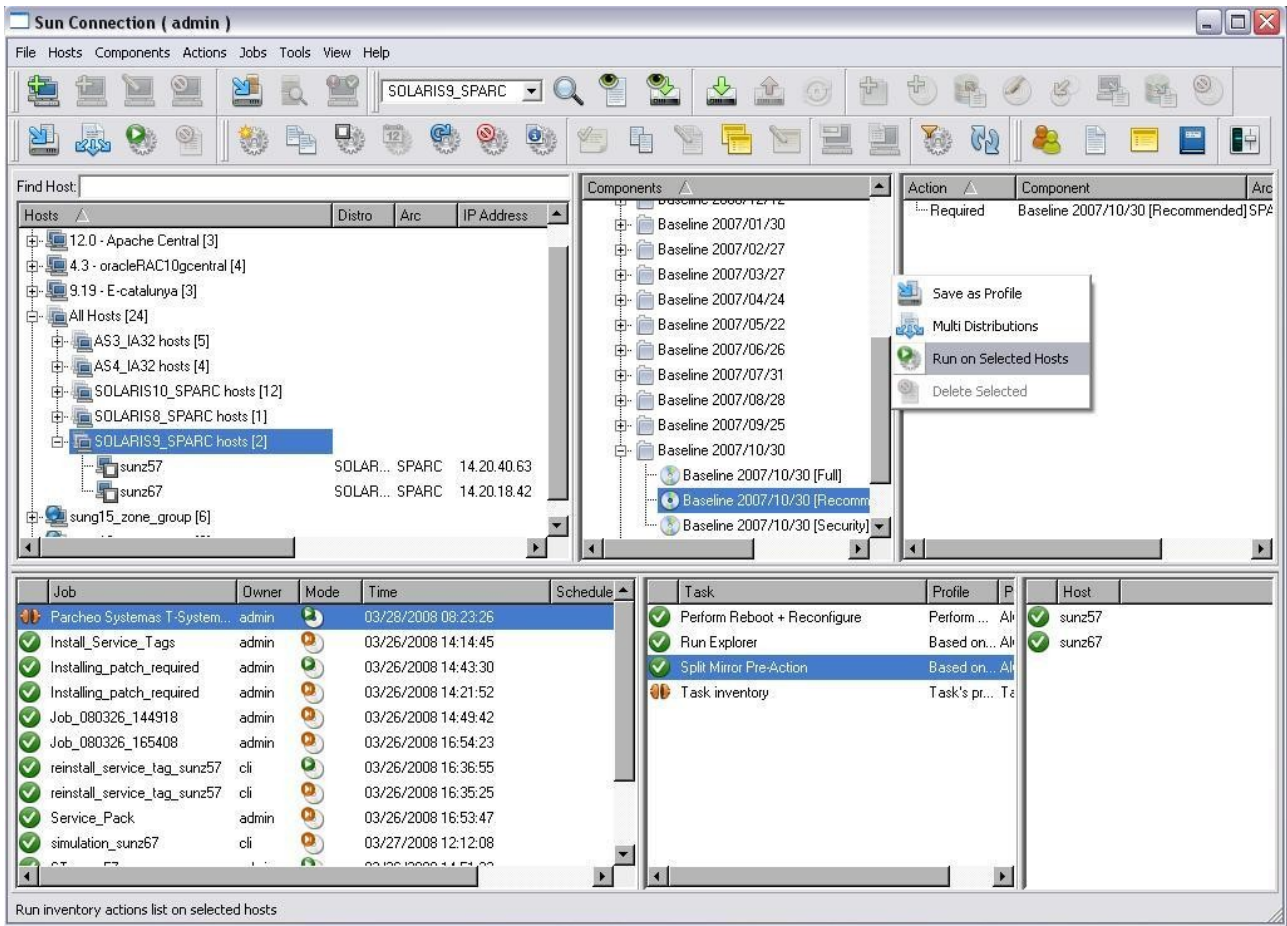 Sun Connection ( admin )
File Hosts Components Actions Jobs Tools View Help
SOLARIS9_SPARC
Find Host:
Hosts Distro Arc IP Address
12.0 - Apache Central [3]
4.3 - oracleRAC10gcentral [4]
9.19 - E-catalunya [3]
All Hosts [24]
AS3_IA32 hosts [5]
AS4_IA32 hosts [4]
SOLARIS10_SPARC hosts [12]
SOLARIS8_SPARC hosts [1]
SOLARIS9_SPARC hosts [2]
sunz57 SOLAR... SPARC 14.20.40.63
sunz67 SOLAR... SPARC 14.20.18.42
sung15_zone_group [6]
Components
Baseline 2007/01/30
Baseline 2007/02/27
Baseline 2007/03/27
Baseline 2007/04/24
Baseline 2007/05/22
Baseline 2007/06/26
Baseline 2007/07/31
Baseline 2007/08/28
Baseline 2007/09/25
Baseline 2007/10/30
Baseline 2007/10/30 [Full]
Baseline 2007/10/30 [Recomm
Baseline 2007/10/30 [Security]
Action Component Arc
Required Baseline 2007/10/30 [Recommended] SPA
Save as Profile
Multi Distributions
Run on Selected Hosts
Delete Selected
Job Owner Mode Time Schedule
Parcheo Systemas T-System... admin 03/28/2008 08:23:26
Install_Service_Tags admin 03/26/2008 14:14:45
Installing_patch_required admin 03/26/2008 14:43:30
Installing_patch_required admin 03/26/2008 14:21:52
Job_080326_144918 admin 03/26/2008 14:49:42
Job_080326_165408 admin 03/26/2008 16:54:23
reinstall_service_tag_sunz57 cli 03/26/2008 16:36:55
reinstall_service_tag_sunz57 cli 03/26/2008 16:35:25
Service_Pack admin 03/26/2008 16:53:47
simulation_sunz67 cli 03/27/2008 12:12:08
Task Profile P
Perform Reboot + Reconfigure Perform ... Al
Run Explorer Based on... Al
Split Mirror Pre-Action Based on... Al
Task inventory Task's pr... Ta
Host
sunz57
sunz67
Run inventory actions list on selected hosts